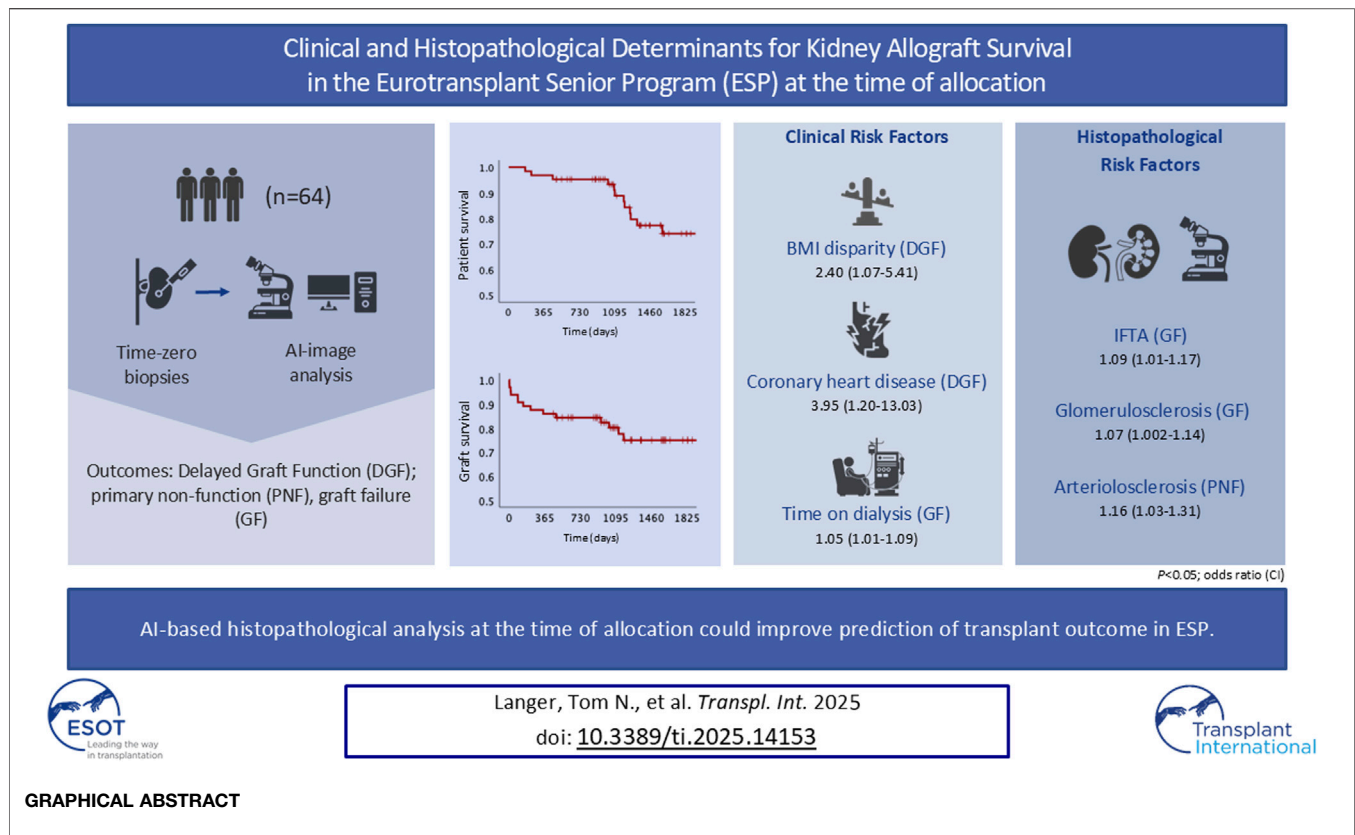 Clinical and Histopathological Determinants for Kidney Allograft Survival
in the Eurotransplant Senior Program (ESP) at the time of allocation
(n=64)
Time-zero
biopsies
AI-image
analysis
Outcomes: Delayed Graft Function (DGF);
primary non-function (PNF), graft failure
(GF)
Patient survival
1.0
0.9
0.8
0.7
0.6
0.5
0 365 730 1095 1460 1825
Time (days)
Graft survival
1.0
0.9
0.8
0.7
0.6
0.5
0 365 730 1095 1460 1825
Time (days)
Clinical Risk Factors
BMI disparity (DGF)
2.40 (1.07-5.41)
Coronary heart disease (DGF)
3.95 (1.20-13.03)
Time on dialysis (GF)
1.05 (1.01-1.09)
Histopathological
Risk Factors
IFTA (GF)
1.09 (1.01-1.17)
Glomerulosclerosis (GF)
1.07 (1.002-1.14)
Arteriolosclerosis (PNF)
1.16 (1.03-1.31)
P<0.05; odds ratio (CI)
AI-based histopathological analysis at the time of allocation could improve prediction of transplant outcome in ESP.
ESOT
Leading the way
in transplantation
Langer, Tom N., et al. Transpl. Int. 2025
doi: 10.3389/ti.2025.14153
Transplant
International
GRAPHICAL ABSTRACT